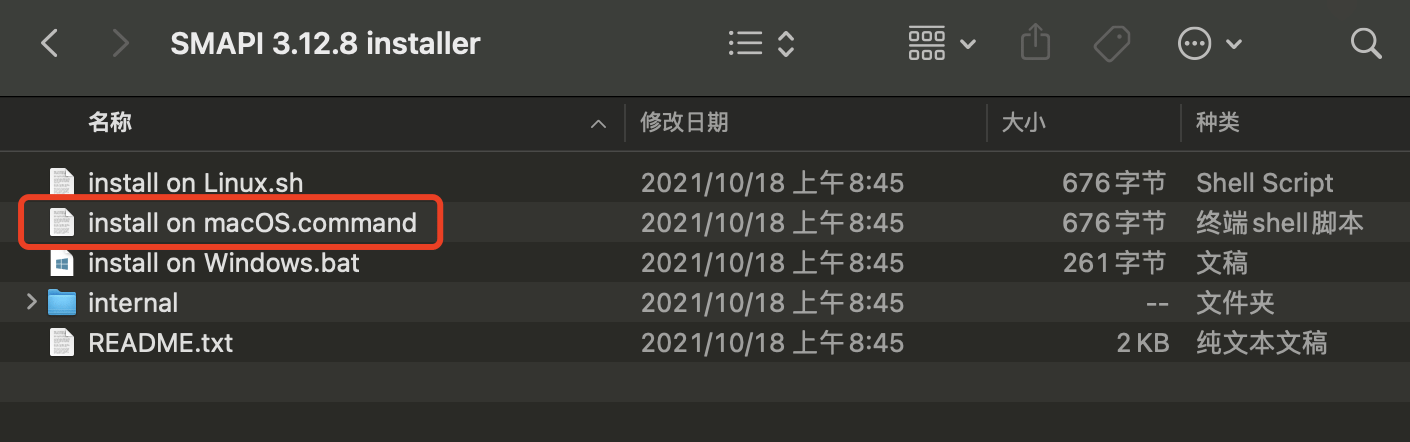 SMAPI 3.12.8 installer
名称 修改日期 大小 种类
install on Linux.sh 2021/10/18 上午8:45 676字节 Shell Script
install on macOS.command 2021/10/18 上午8:45 676字节 终端shell脚本
install on Windows.bat 2021/10/18 上午8:45 261字节 文稿
internal 2021/10/18 上午8:45 -- 文件夹
README.txt 2021/10/18 上午8:45 2 KB 纯文本文稿